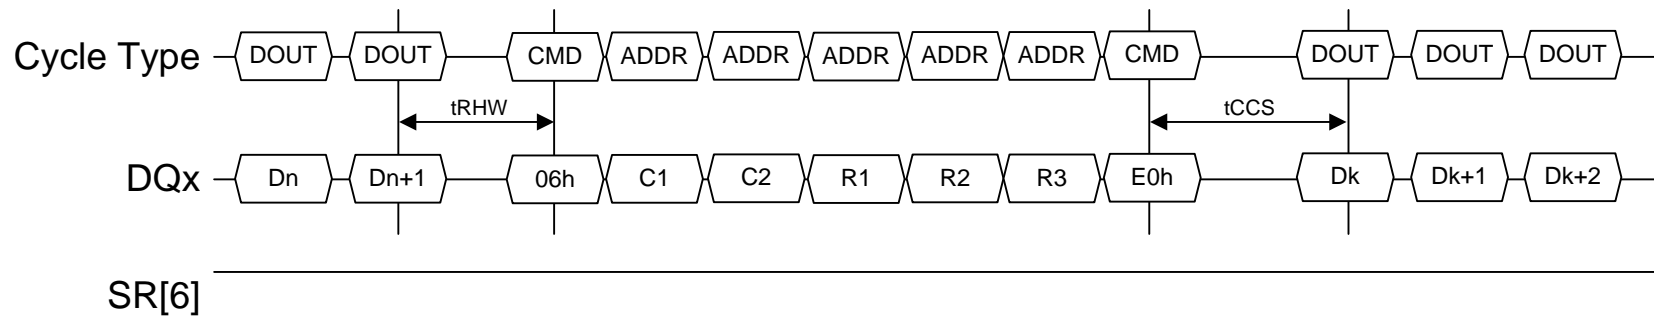 Cycle Type DOUT DOUT CMD ADDR ADDR ADDR ADDR ADDR CMD DOUT DOUT DOUT
tRHW tCCS
DQx Dn Dn+1 06h C1 C2 R1 R2 R3 E0h Dk Dk+1 Dk+2
SR[6]